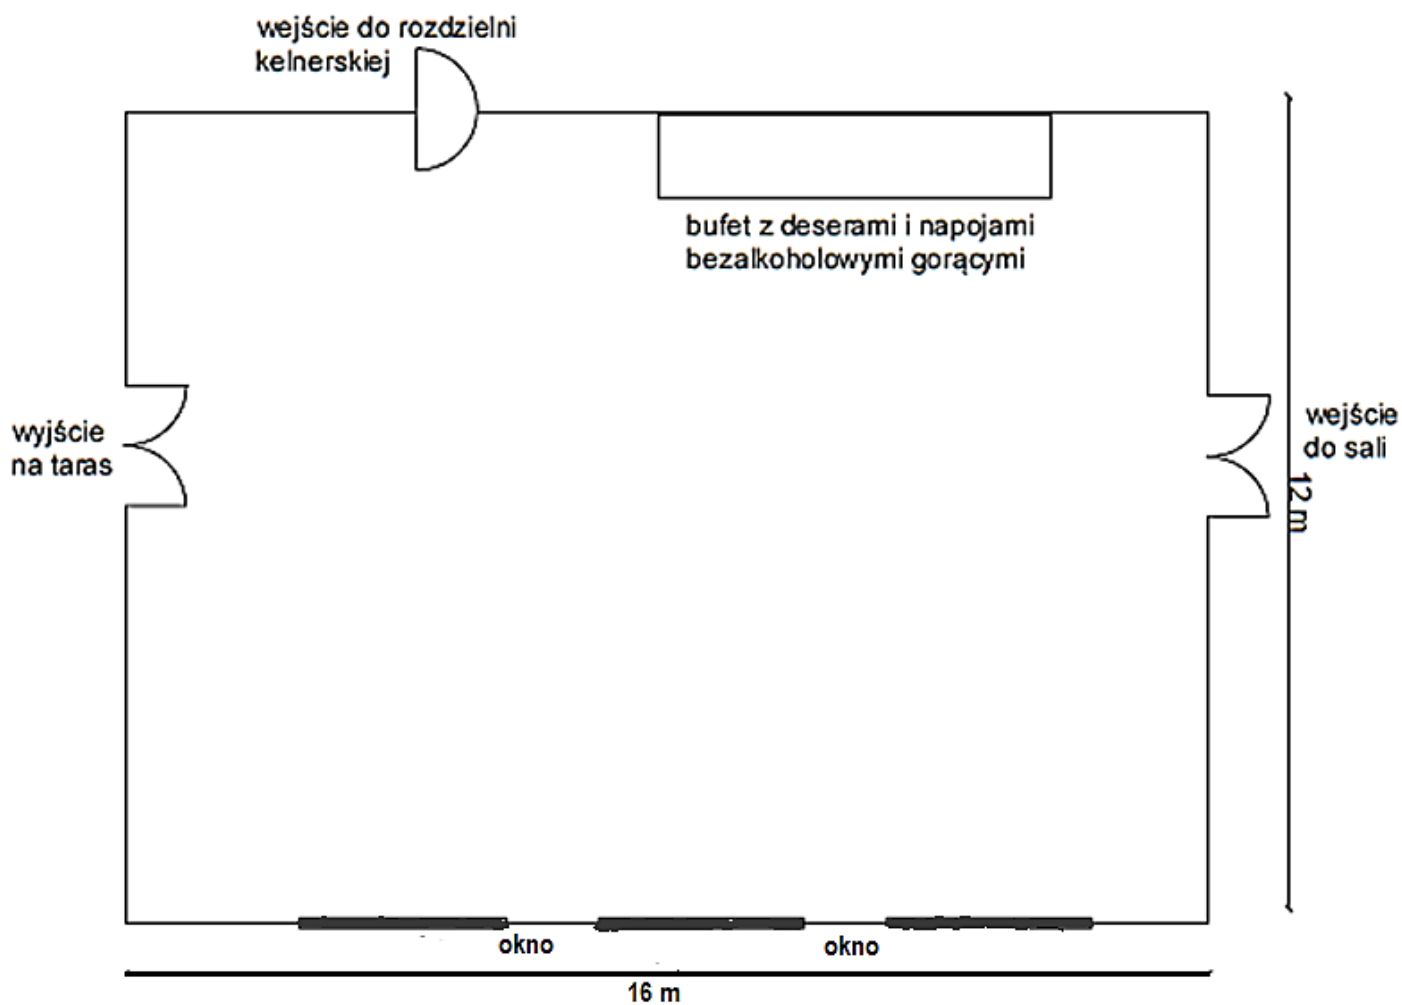 wejście do rozdzielni
kelnerskiej
bufet z deserami i napojami
bezalkoholowymi gorącymi
wyjście
na taras
wejście
do sali
12 m
okno
okno
16 m